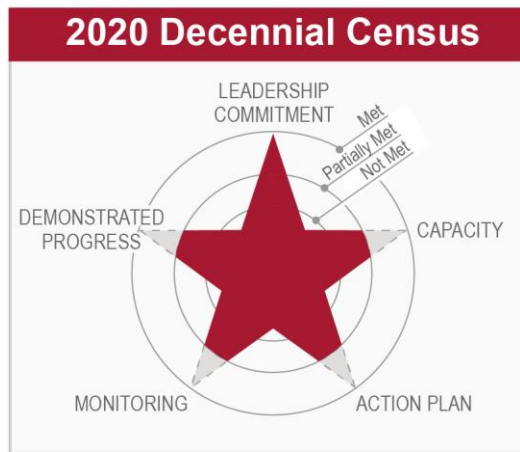 2020 Decennial Census
LEADERSHIP
COMMITMENT
Met
Partially Met
Not Met
DEMONSTRATED
PROGRESS
CAPACITY
MONITORING
ACTION PLAN